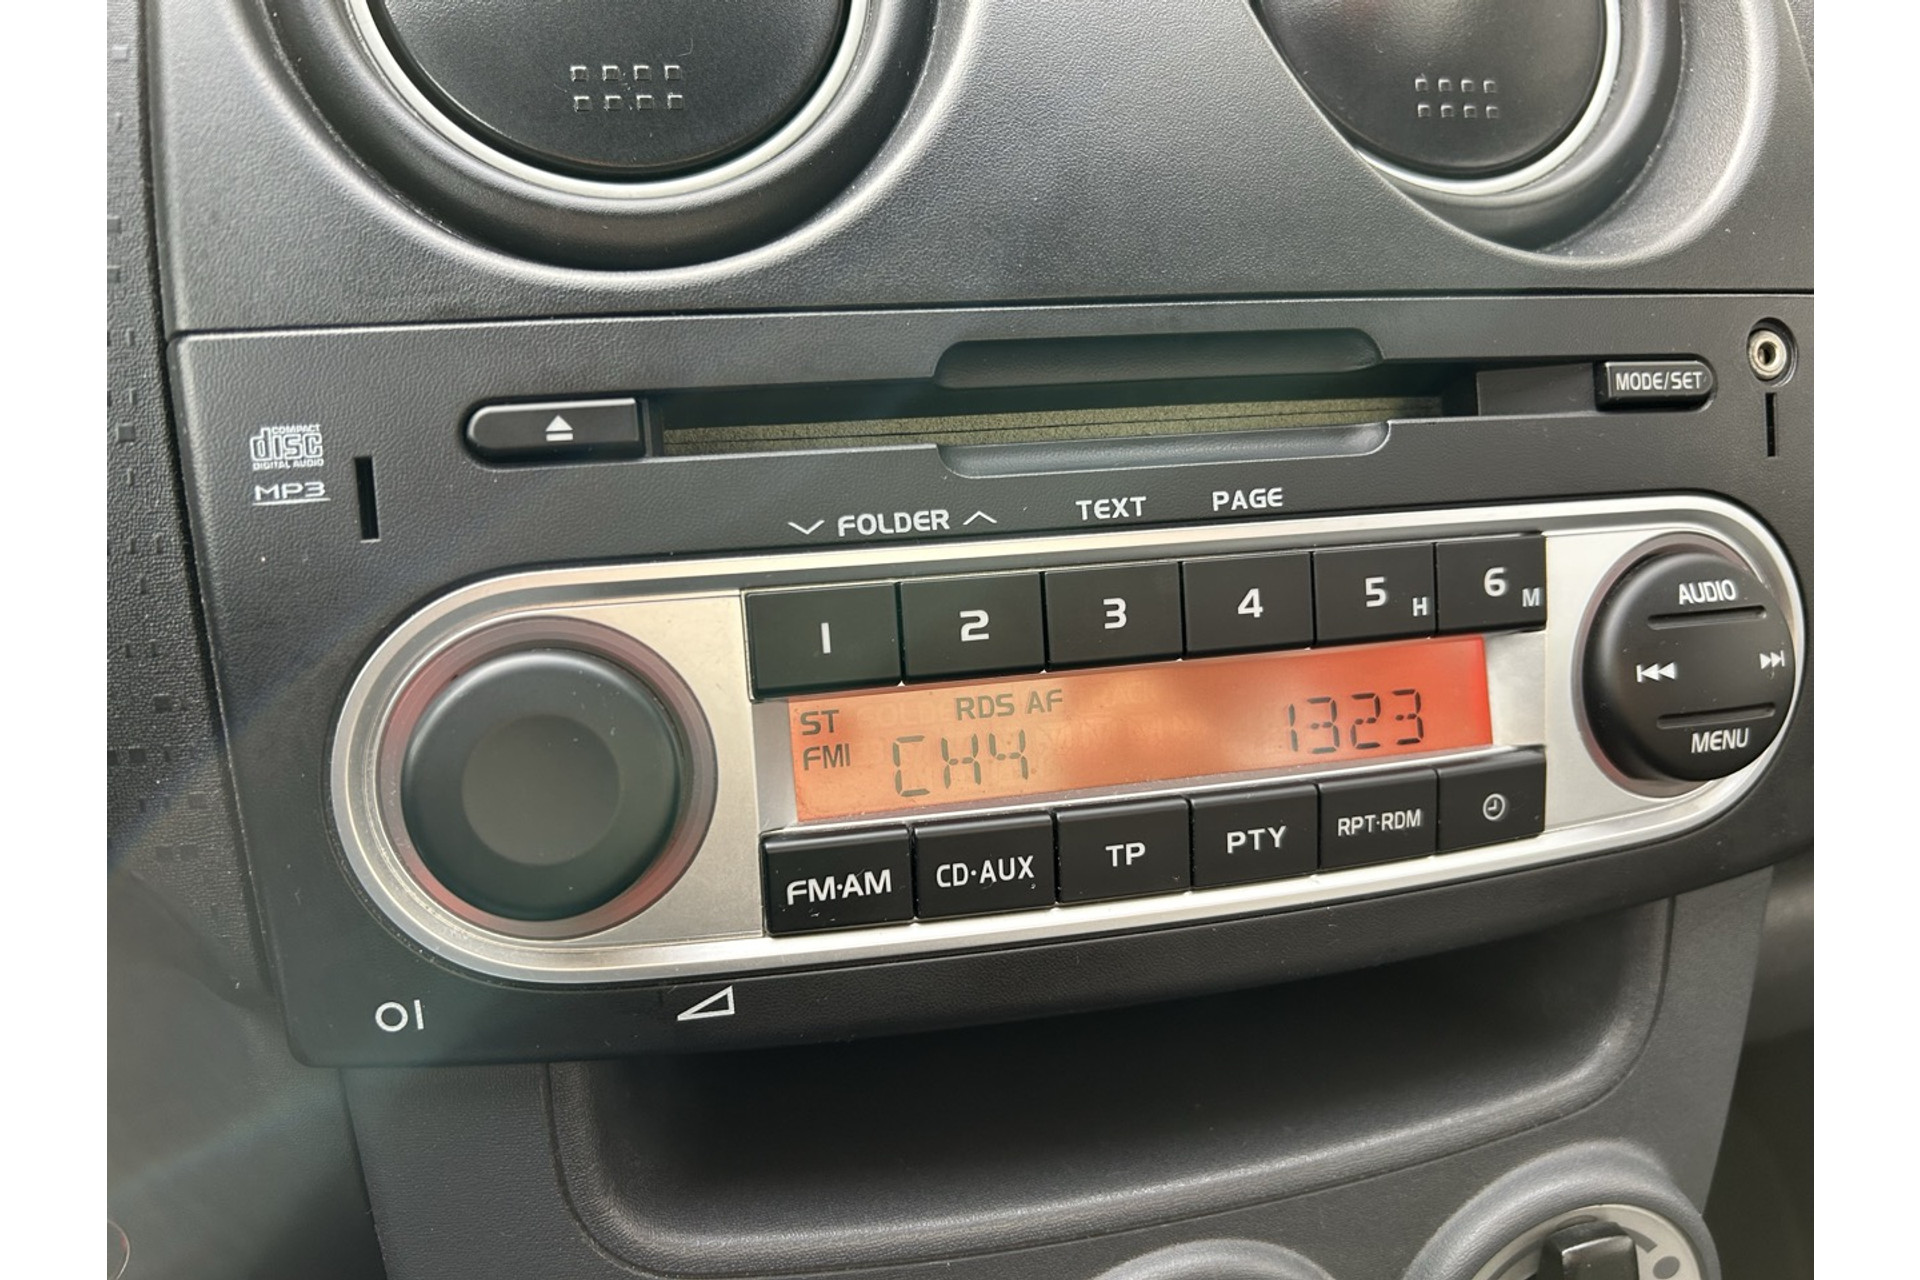 MODE/SET
COMPACT
disc
DIGITAL AUDIO
MP3
FOLDER TEXT PAGE
1 2 3 4 5 H 6 M
AUDIO
ST RDS AF
FM1 CH4 1323
MENU
FM·AM CD·AUX TP PTY RPT·RDM